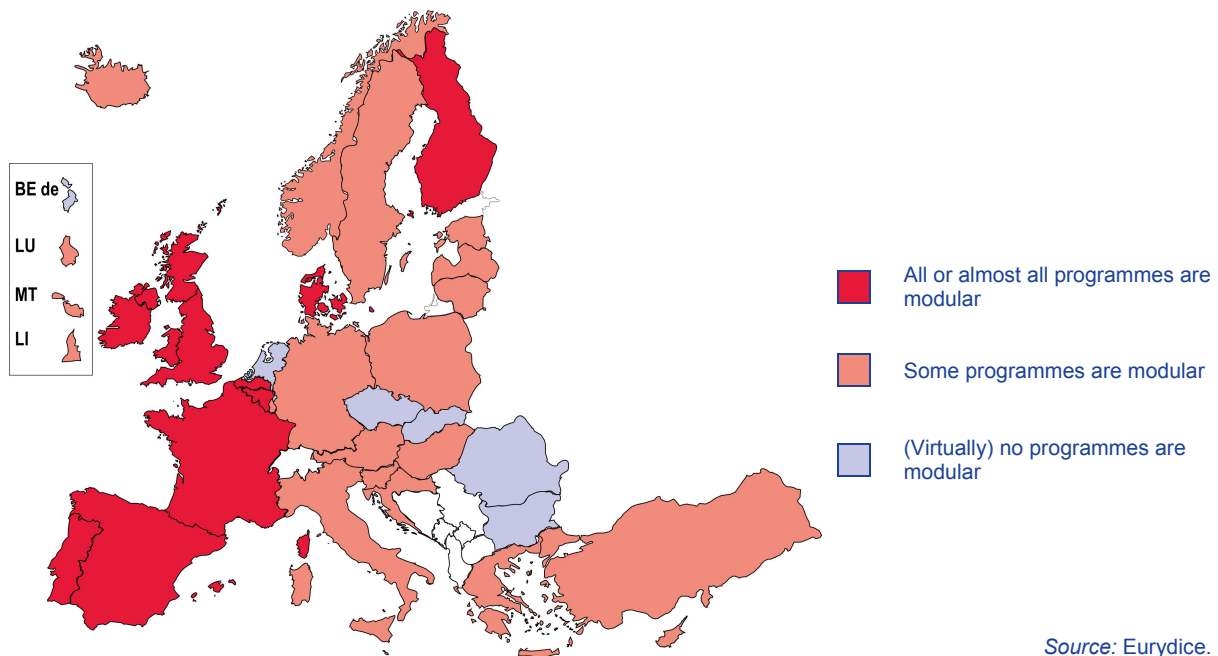 BE de
LU
MT
LI
All or almost all programmes are
modular
Some programmes are modular
(Virtually) no programmes are
modular
Source: Eurydice.